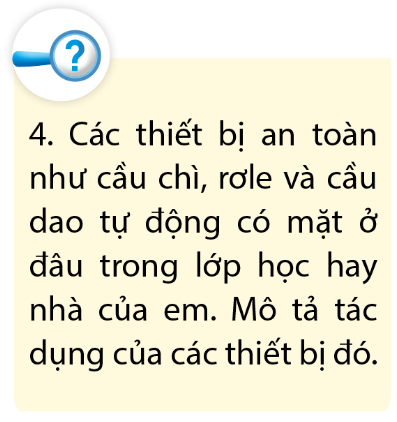 ?
4. Các thiết bị an toàn
như cầu chì, rơle và cầu
dao tự động có mặt ở
đâu trong lớp học hay
nhà của em. Mô tả tác
dụng của các thiết bị đó.